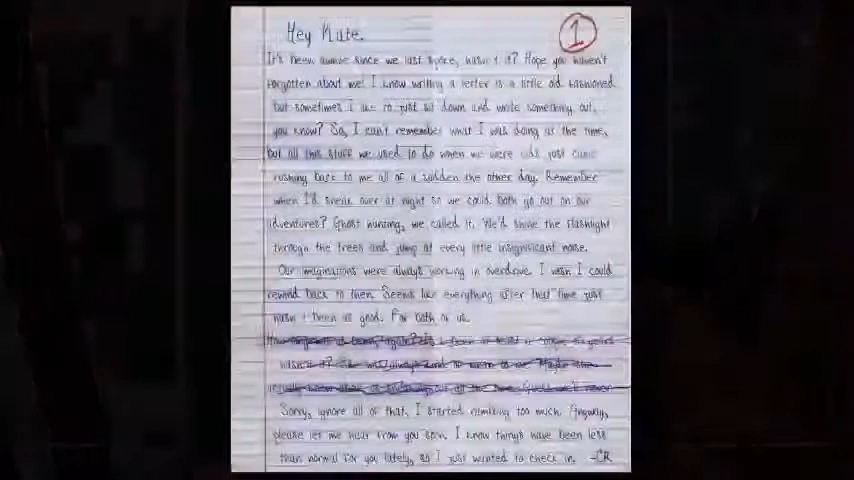 Hey Mate.
1
It's been awhile since we last spoke, hasn't it? Hope you haven't
forgotten about me! I know writing a letter is a little old fashioned
but sometimes I like to just sit down and write something out,
you know? So, I can't remember what I was doing at the time,
but all this stuff we used to do when we were kids just came
rushing back to me all of a sudden the other day. Remember
when I'd sneak over at night so we could both go out on our
adventures? Ghost hunting, we called it. We'd shine the flashlight
through the trees and jump at every little insignificant noise.
Our imaginations were always working in overdrive. I wish I could
rewind back to then. Seems like everything after that time just
hasn't been as good. For both of us.
hasn't it? She was always
Sorry, ignore all of that, I started rambling too much. Anyway,
please let me hear from you soon. I know things have been less
than normal for you lately, so I just wanted to check in. -CR